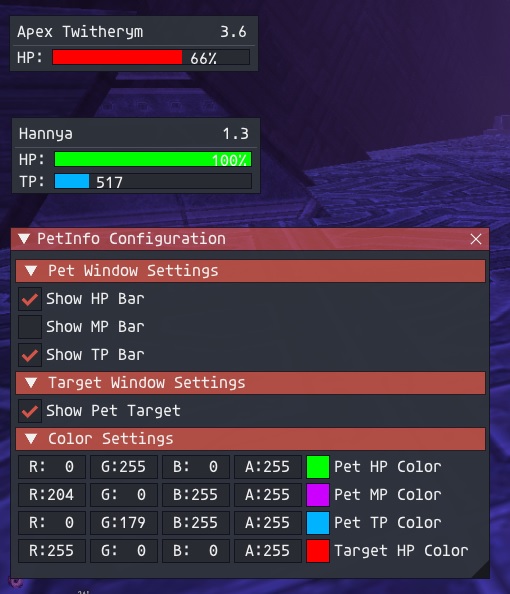 Apex Twitherym 3.6
HP: 66%
Hannya 1.3
HP: 100%
TP: 517
PetInfo Configuration
Pet Window Settings
Show HP Bar
Show MP Bar
Show TP Bar
Target Window Settings
Show Pet Target
Color Settings
R: 0 G:255 B: 0 A:255 Pet HP Color
R:204 G: 0 B:255 A:255 Pet MP Color
R: 0 G:179 B:255 A:255 Pet TP Color
R:255 G: 0 B: 0 A:255 Target HP Color